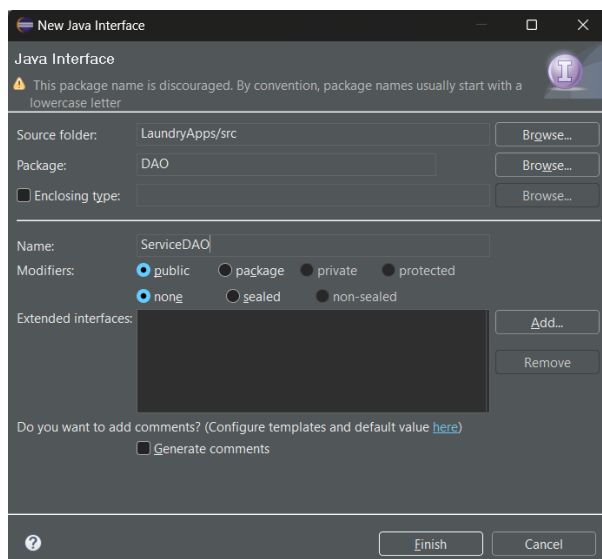 New Java Interface
Java Interface
This package name is discouraged. By convention, package names usually start with a
lowercase letter
Source folder: LaundryApps/src Browse...
Package: DAO Browse...
Enclosing type: Browse...
Name: ServiceDAO
Modifiers: public package private protected
none sealed non-sealed
Extended interfaces: Add...
Remove
Do you want to add comments? (Configure templates and default value here)
Generate comments
? Finish Cancel